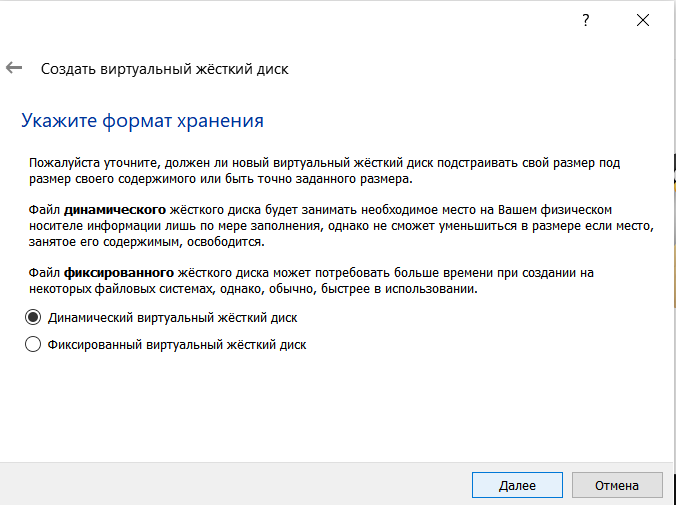 ?
Создать виртуальный жёсткий диск
Укажите формат хранения
Пожалуйста уточните, должен ли новый виртуальный жёсткий диск подстраивать свой размер под
размер своего содержимого или быть точно заданного размера.
Файл динамического жёсткого диска будет занимать необходимое место на Вашем физическом
носителе информации лишь по мере заполнения, однако не сможет уменьшиться в размере если место,
занятое его содержимым, освободится.
Файл фиксированного жёсткого диска может потребовать больше времени при создании на
некоторых файловых системах, однако, обычно, быстрее в использовании.
Динамический виртуальный жёсткий диск
Фиксированный виртуальный жёсткий диск
Далее Отмена